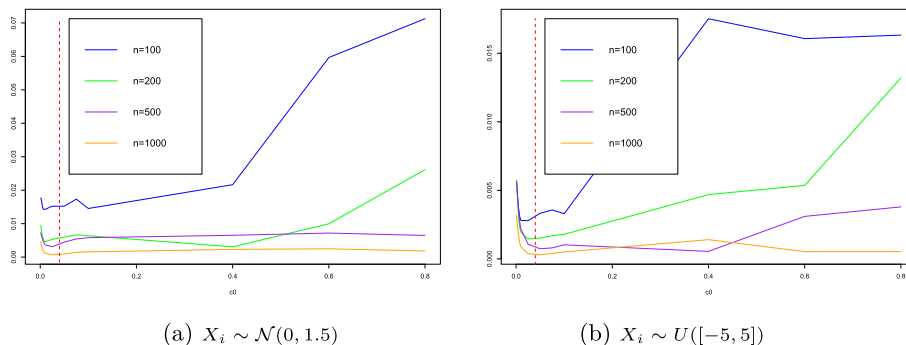 0.07
0.06
0.05
0.04
0.03
0.02
0.01
0.00
n=100
n=200
n=500
n=1000
0.0 0.2 0.4 0.6 0.8
c0
0.015
0.010
0.005
0.000
n=100
n=200
n=500
n=1000
0.0 0.2 0.4 0.6 0.8
c0
(a) X_i ∼ 𝒩(0, 1.5)
(b) X_i ∼ U([−5, 5])